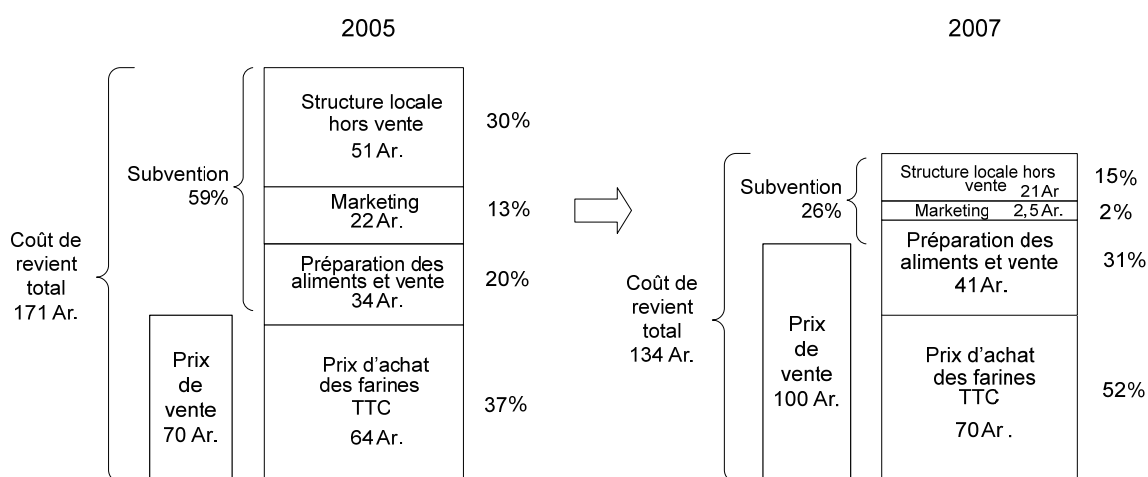 2005
2007
Structure locale
hors vente
51 Ar.
30%
Subvention
59%
Marketing
22 Ar.
13%
Coût de
revient
total
171 Ar.
Préparation des
aliments et vente
34 Ar.
20%
Prix
de
vente
70 Ar.
Prix d’achat
des farines
TTC
64 Ar.
37%
Structure locale hors
vente 21 Ar
15%
Subvention
26%
Marketing 2,5 Ar.
2%
Préparation des
aliments et vente
41 Ar.
31%
Coût de
revient
total
134 Ar.
Prix
de
vente
100 Ar.
Prix d’achat
des farines
TTC
70 Ar .
52%